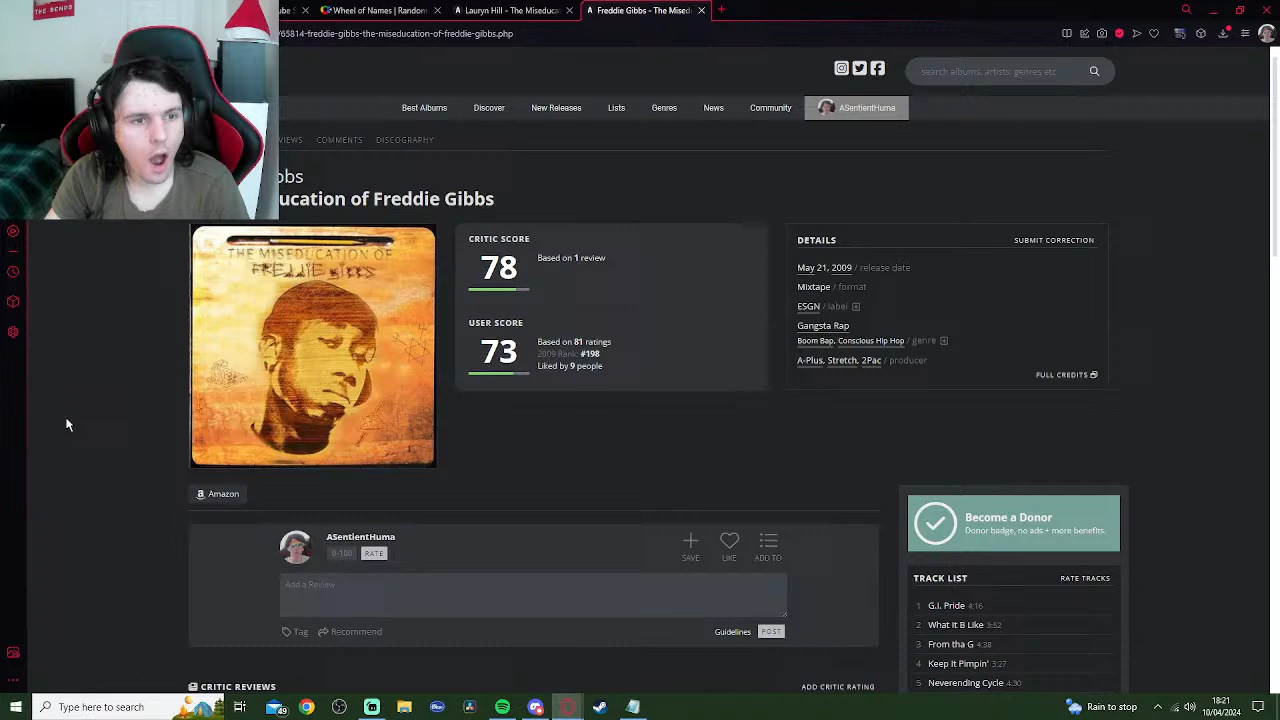 THE BENDS
Wheel of Names | Random
Lauryn Hill - The Miseduca
Freddie Gibbs - The Mised
65814-freddie-gibbs-the-miseducation-of-freddie-gibbs.php
search albums, artists, genres etc
Best Albums Discover New Releases Lists Genres News Community ASentientHuma
COMMENTS DISCOGRAPHY
ucation of Freddie Gibbs
THE MISEDUCATION OF
FREDDIE GIBBS
CRITIC SCORE
78 Based on 1 review
USER SCORE
73 Based on 51 ratings
2009 Rank: #198
Liked by 9 people
DETAILS SUBMIT CORRECTION
May 21, 2009 / release date
Mixtape / format
ESGN / label
Gangsta Rap
Boom Bap, Conscious Hip Hop / genre
A-Plus, Stretch, 2Pac / producer
FULL CREDITS
Amazon
ASentientHuma
0-100 RATE
SAVE LIKE ADD TO
Add a Review
Tag Recommend Guidelines POST
CRITIC REVIEWS ADD CRITIC RATING
Become a Donor
Donor badge, no ads + more benefits.
TRACK LIST RATE TRACKS
1 G.I. Pride 4:16
2 What It B Like 3:52
3 From tha G 4:38
4 Keep It Pimpin' 3:27
5 Neverending Cycle 4:30
Type here to search
Rain to stop
18:21
10/04/2024